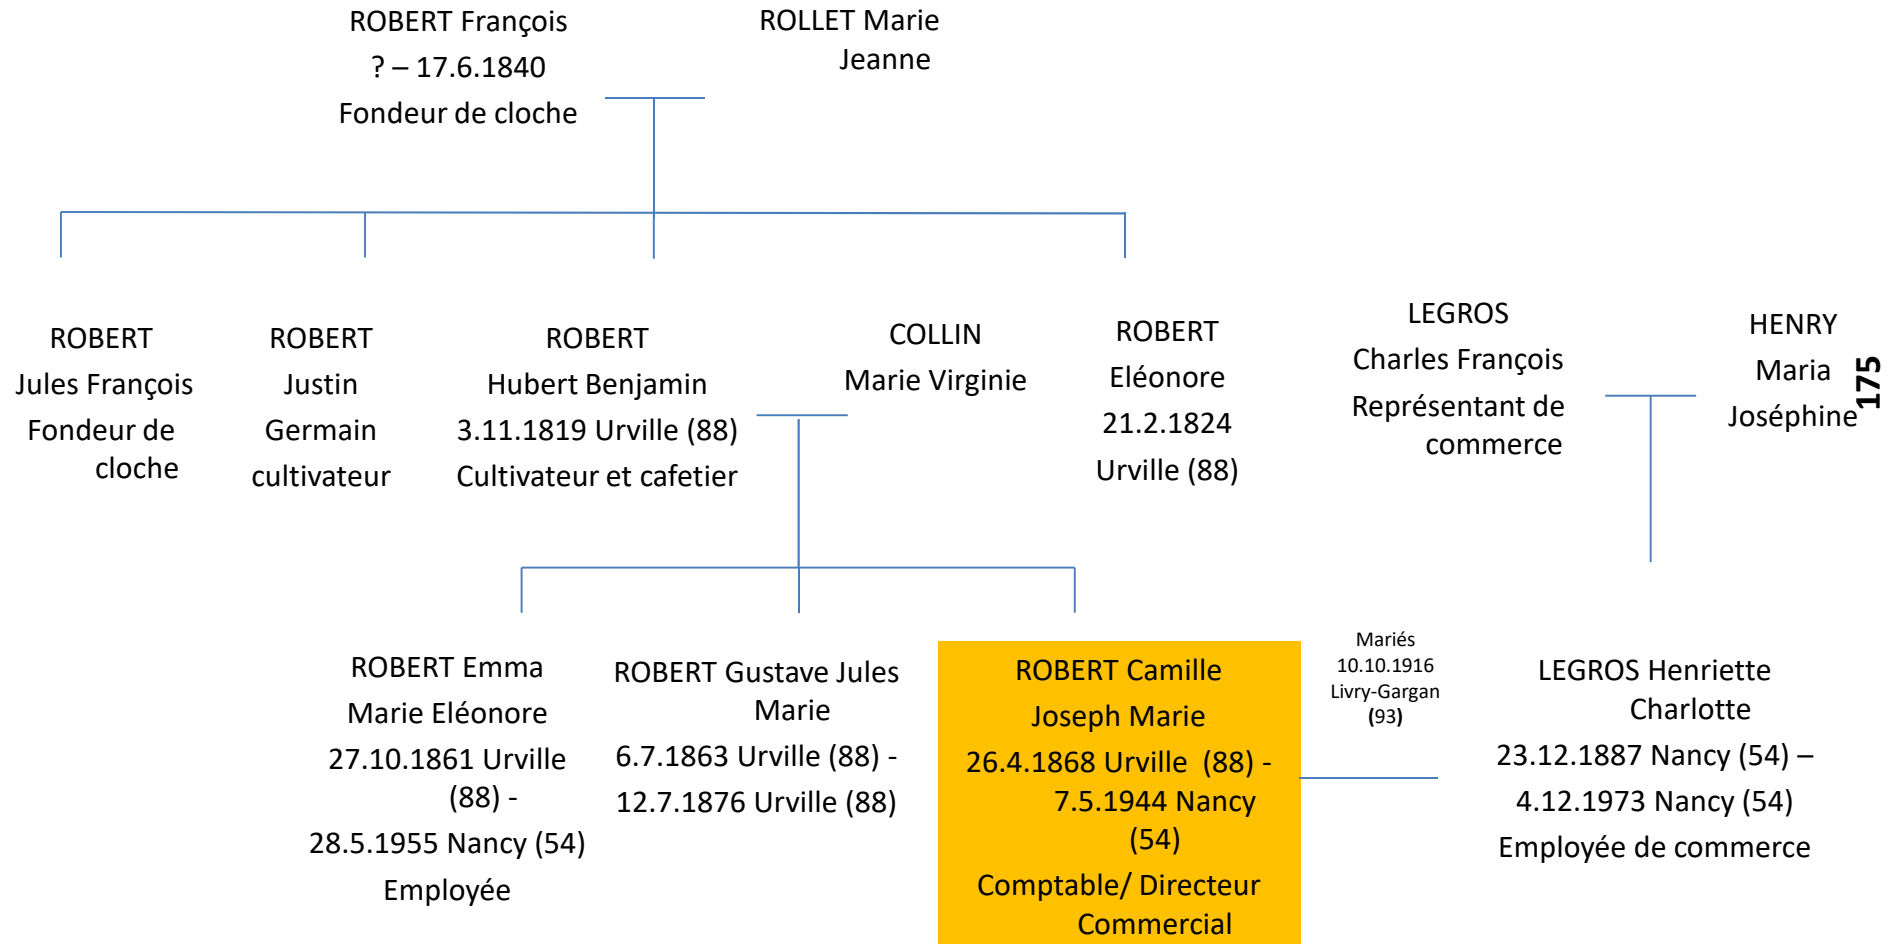 ROBERT François
? – 17.6.1840
Fondeur de cloche
ROLLET Marie
Jeanne
ROBERT
Jules François
Fondeur de
cloche
ROBERT
Justin
Germain
cultivateur
ROBERT
Hubert Benjamin
3.11.1819 Urville (88)
Cultivateur et cafetier
COLLIN
Marie Virginie
ROBERT
Eléonore
21.2.1824
Urville (88)
LEGROS
Charles François
Représentant de
commerce
HENRY
Maria
Joséphine
175
ROBERT Emma
Marie Eléonore
27.10.1861 Urville
(88) -
28.5.1955 Nancy (54)
Employée
ROBERT Gustave Jules
Marie
6.7.1863 Urville (88) -
12.7.1876 Urville (88)
ROBERT Camille
Joseph Marie
26.4.1868 Urville (88) -
7.5.1944 Nancy
(54)
Comptable/ Directeur
Commercial
Mariés
10.10.1916
Livry-Gargan
(93)
LEGROS Henriette
Charlotte
23.12.1887 Nancy (54) –
4.12.1973 Nancy (54)
Employée de commerce